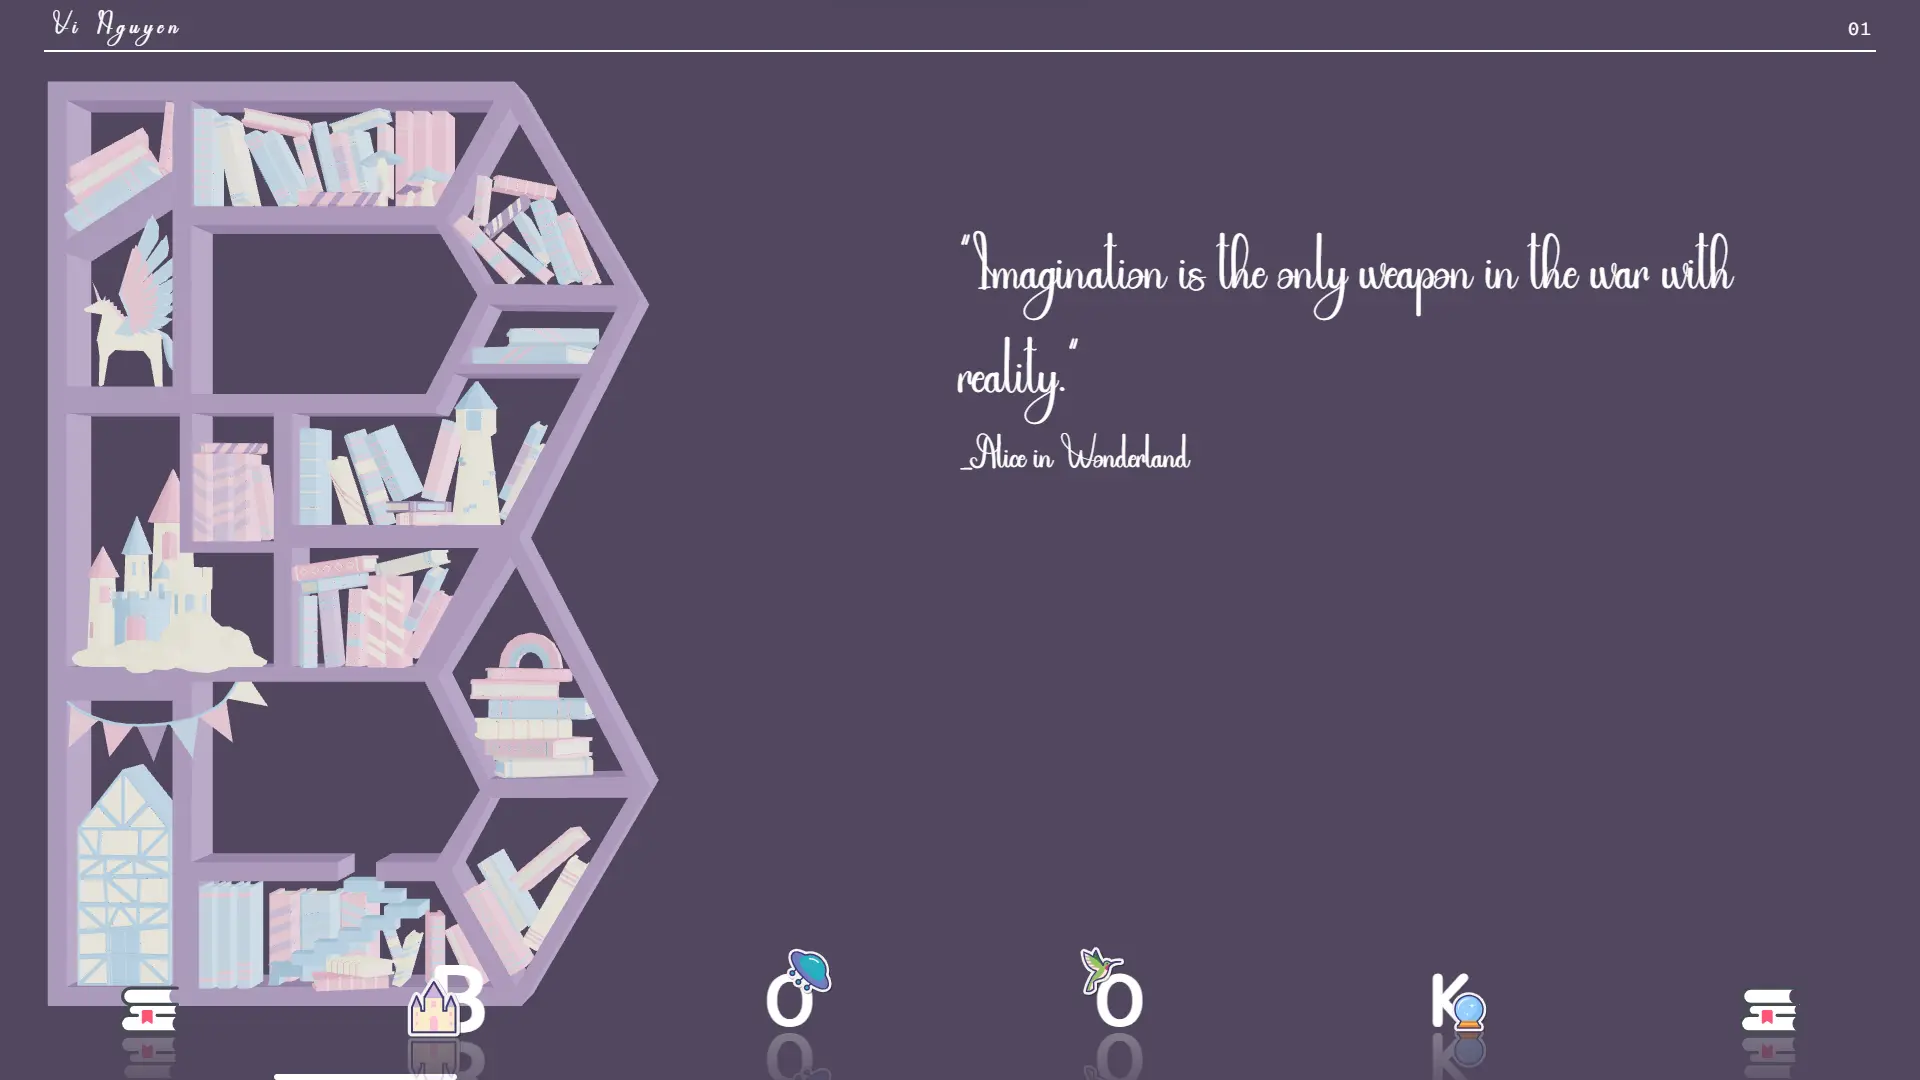 Vi Nguyen
01
"Imagination is the only weapon in the war with
reality."
_Alice in Wonderland
B O O K